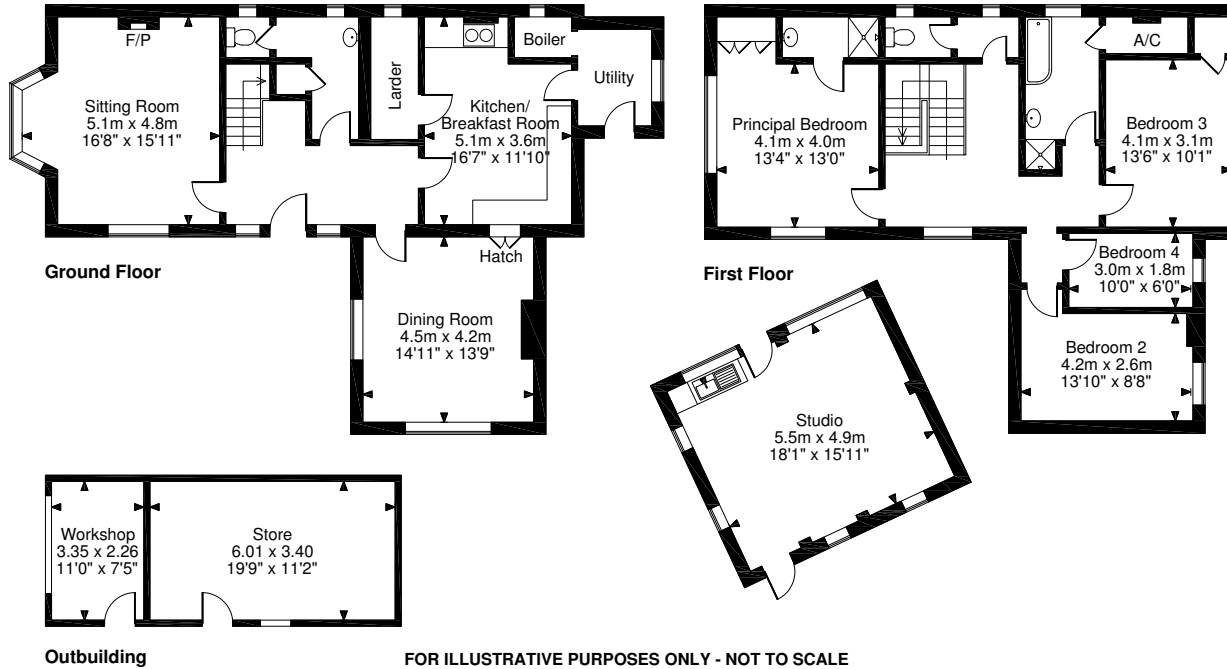 F/P
Sitting Room
5.1m x 4.8m
16'8" x 15'11"
Larder
Kitchen/
Breakfast Room
5.1m x 3.6m
16'7" x 11'10"
Boiler
Utility
Ground Floor
Hatch
Dining Room
4.5m x 4.2m
14'11" x 13'9"
Principal Bedroom
4.1m x 4.0m
13'4" x 13'0"
A/C
Bedroom 3
4.1m x 3.1m
13'6" x 10'1"
First Floor
Bedroom 4
3.0m x 1.8m
10'0" x 6'0"
Bedroom 2
4.2m x 2.6m
13'10" x 8'8"
Studio
5.5m x 4.9m
18'1" x 15'11"
Workshop
3.35 x 2.26
11'0" x 7'5"
Store
6.01 x 3.40
19'9" x 11'2"
Outbuilding
FOR ILLUSTRATIVE PURPOSES ONLY - NOT TO SCALE